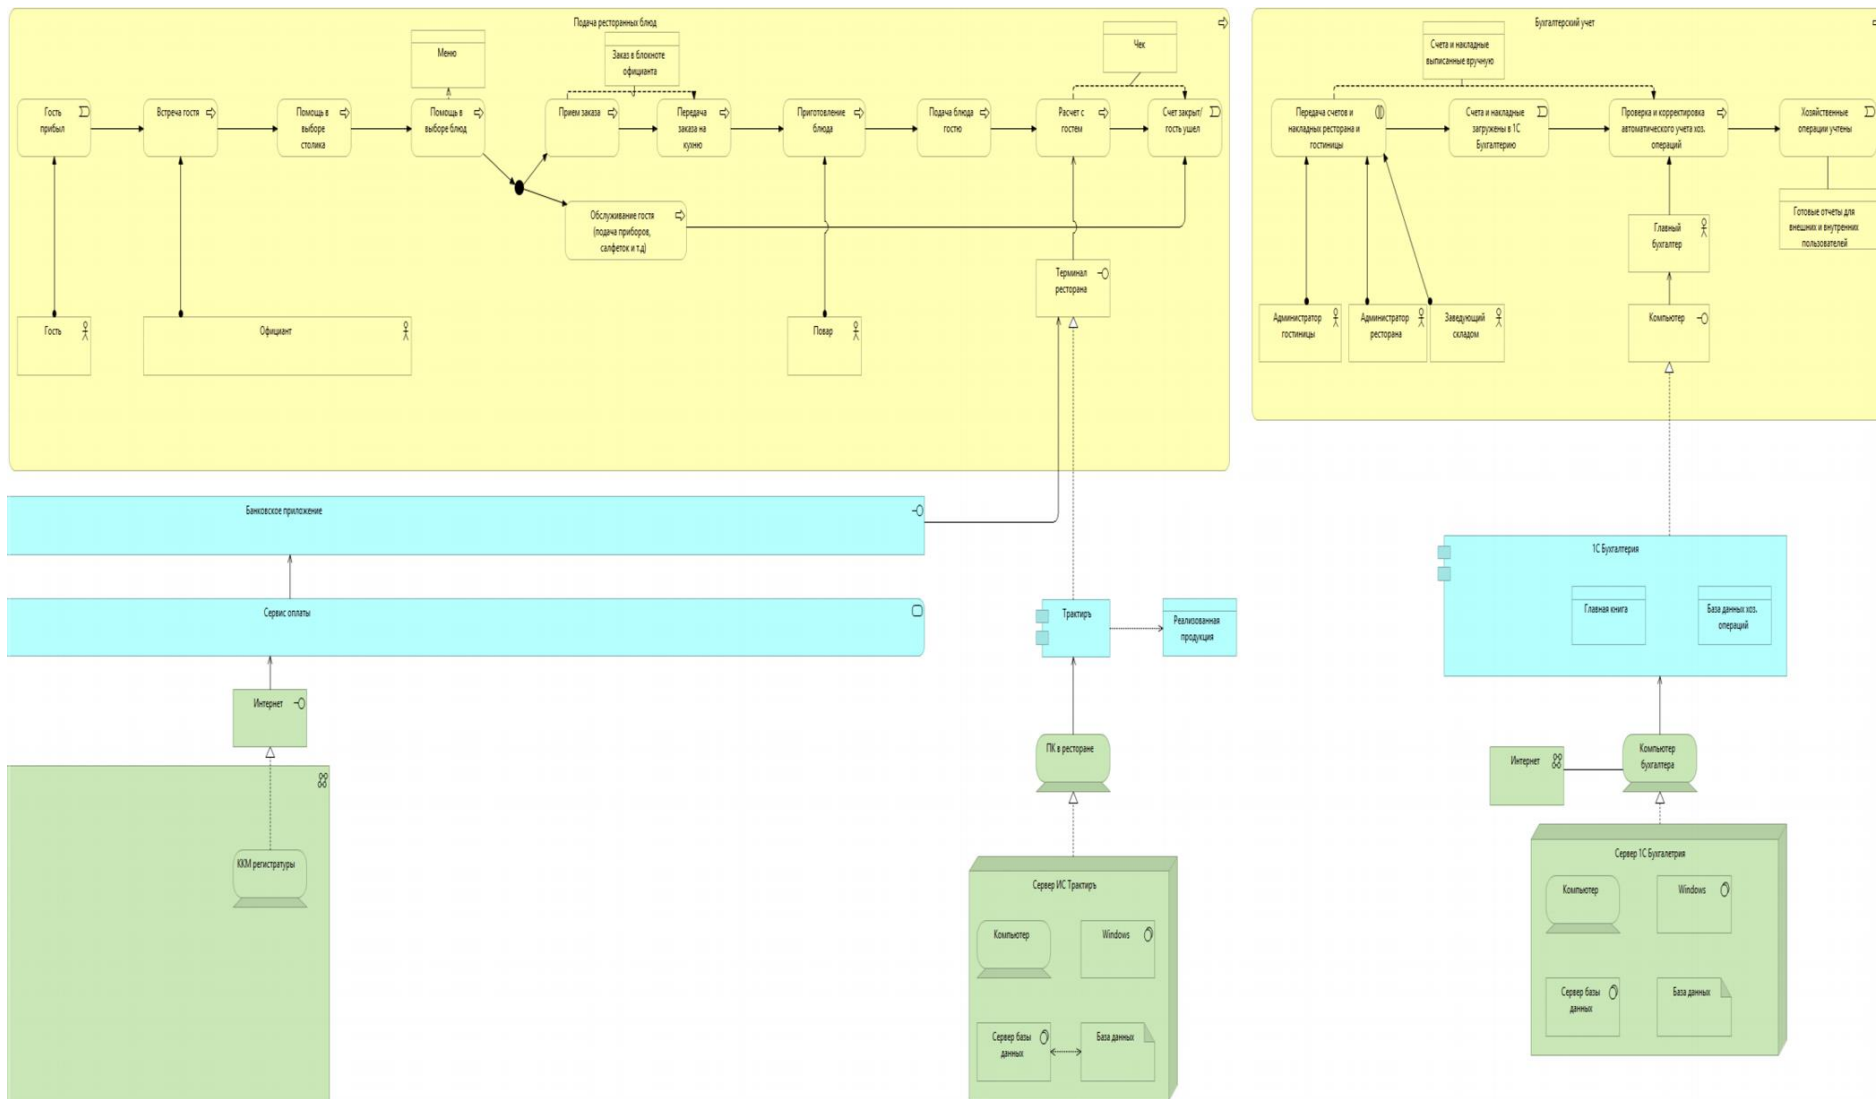 Подача ресторанных блюд
Меню
Заказ в блокноте
официанта
Чек
Гость
прибыл
Встреча гостя
Помощь в
выборе
столика
Помощь в
выборе блюд
Прием заказа
Передача
заказа на
кухню
Приготовление
блюда
Подача блюда
гостю
Расчет с
гостем
Счет закрыт/
гость ушел
Обслуживание гостя
(подача приборов,
салфеток и т.д)
Терминал
ресторана
Гость
Официант
Повар
Бухгалтерский учет
Счета и накладные
выписанные вручную
Передача счетов и
накладных ресторана и
гостиницы
Счета и накладные
загружены в 1С
Бухгалтерию
Проверка и корректировка
автоматического учета хоз.
операций
Хозяйственные
операции учтены
Готовые отчеты для
внешних и внутренних
пользователей
Главный
бухгалтер
Администратор
гостиницы
Администратор
ресторана
Заведующий
складом
Компьютер
Банковское приложение
Сервис оплаты
Интернет
ККМ регистратуры
Трактиръ
Реализованная
продукция
ПК в ресторане
Сервер ИС Трактиръ
Компьютер
Windows
Сервер базы
данных
База данных
1С Бухгалтерия
Главная книга
База данных хоз.
операций
Интернет
Компьютер
бухгалтера
Сервер 1С Бухгалетрия
Компьютер
Windows
Сервер базы
данных
База данных